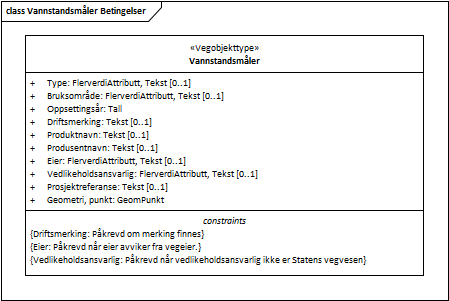 class Vannstandsmåler Betingelser
«Vegobjekttype»
Vannstandsmåler
+ Type: FlerverdiAttributt, Tekst [0..1]
+ Bruksområde: FlerverdiAttributt, Tekst [0..1]
+ Oppsettingsår: Tall
+ Driftsmerking: Tekst [0..1]
+ Produktnavn: Tekst [0..1]
+ Produsentnavn: Tekst [0..1]
+ Eier: FlerverdiAttributt, Tekst [0..1]
+ Vedlikeholdsansvarlig: FlerverdiAttributt, Tekst [0..1]
+ Prosjektreferanse: Tekst [0..1]
+ Geometri, punkt: GeomPunkt
constraints
{Driftsmerking: Påkrevd om merking finnes}
{Eier: Påkrevd når eier avviker fra vegeier.}
{Vedlikeholdsansvarlig: Påkrevd når vedlikeholdsansvarlig ikke er Statens vegvesen}